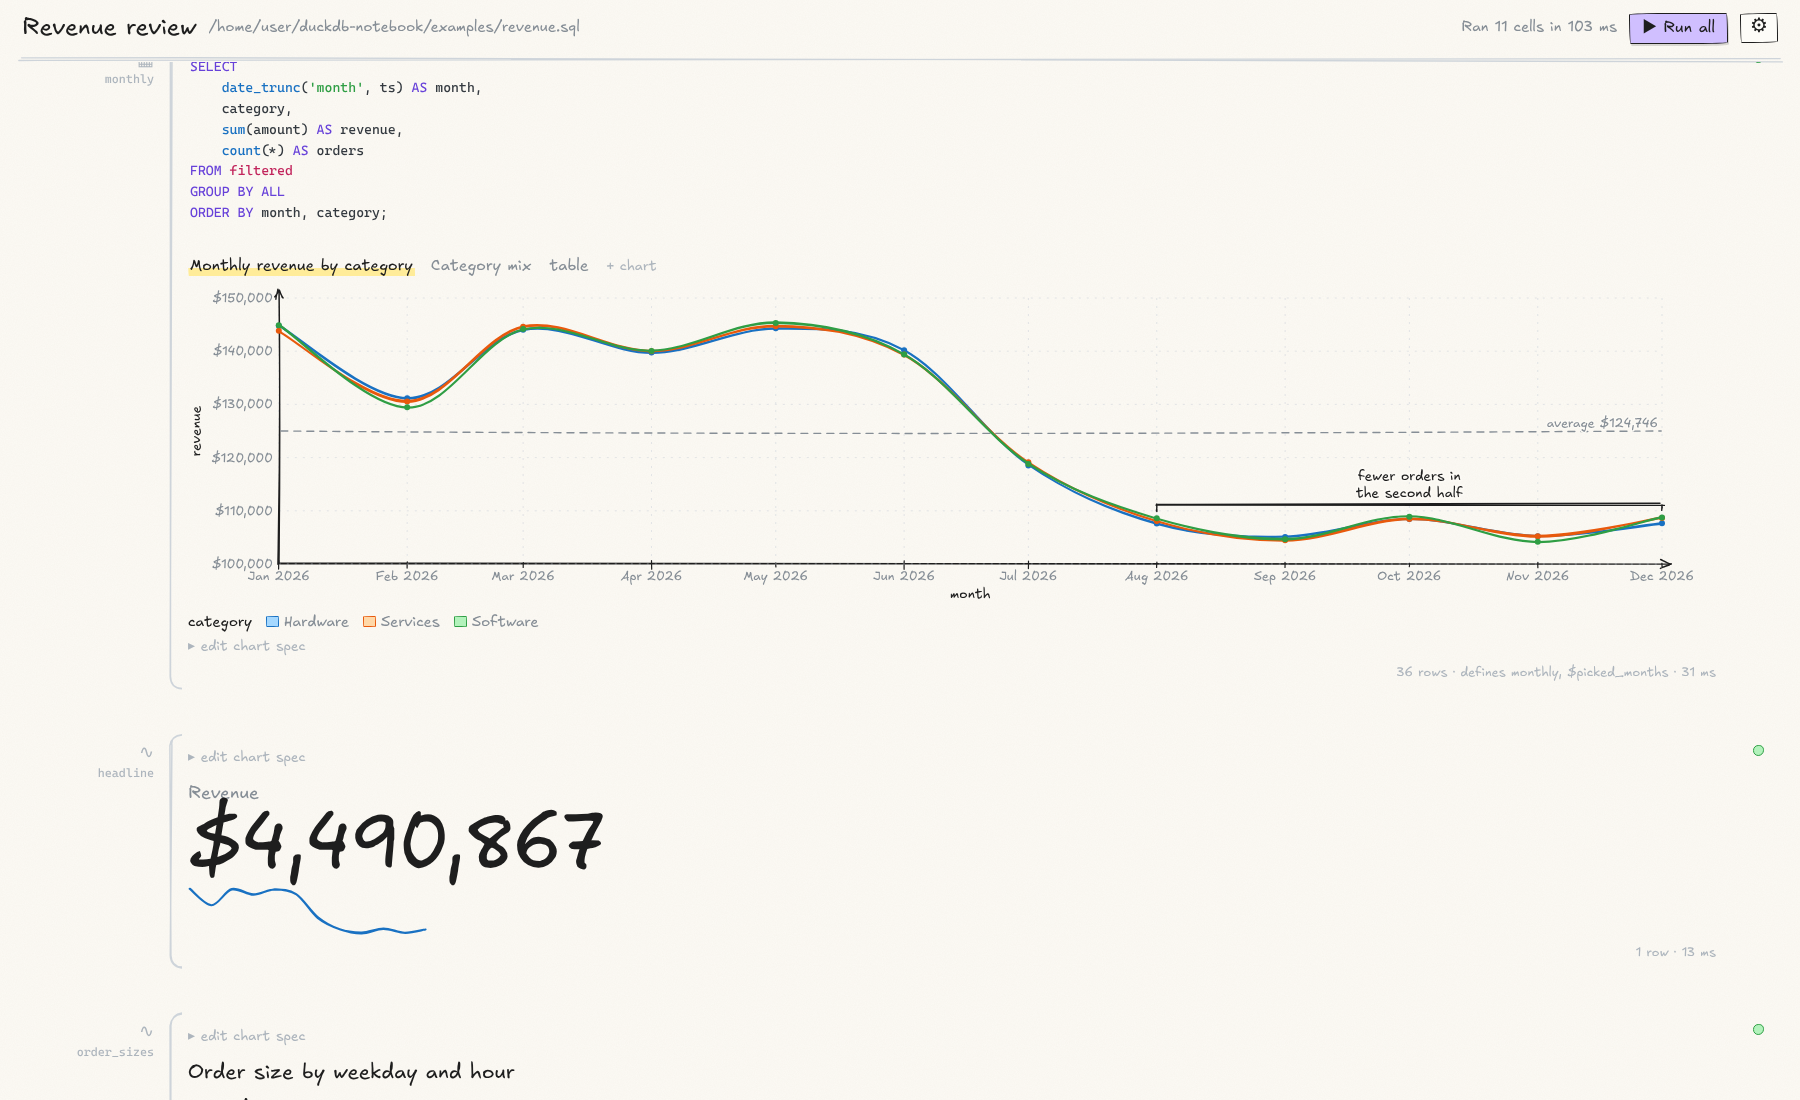 Revenue review /home/user/duckdb-notebook/examples/revenue.sql Ran 11 cells in 103 ms ▶ Run all ⚙
monthly
SELECT
date_trunc('month', ts) AS month,
category,
sum(amount) AS revenue,
count(*) AS orders
FROM filtered
GROUP BY ALL
ORDER BY month, category;
Monthly revenue by category Category mix table + chart
$150,000
$140,000
$130,000
$120,000
$110,000
$100,000
revenue
average $124,746
fewer orders in
the second half
Jan 2026 Feb 2026 Mar 2026 Apr 2026 May 2026 Jun 2026 Jul 2026 Aug 2026 Sep 2026 Oct 2026 Nov 2026 Dec 2026
month
category Hardware Services Software
▸ edit chart spec
36 rows · defines monthly, $picked_months · 31 ms
headline
▸ edit chart spec
Revenue
$4,490,867
1 row · 13 ms
order_sizes
▸ edit chart spec
Order size by weekday and hour